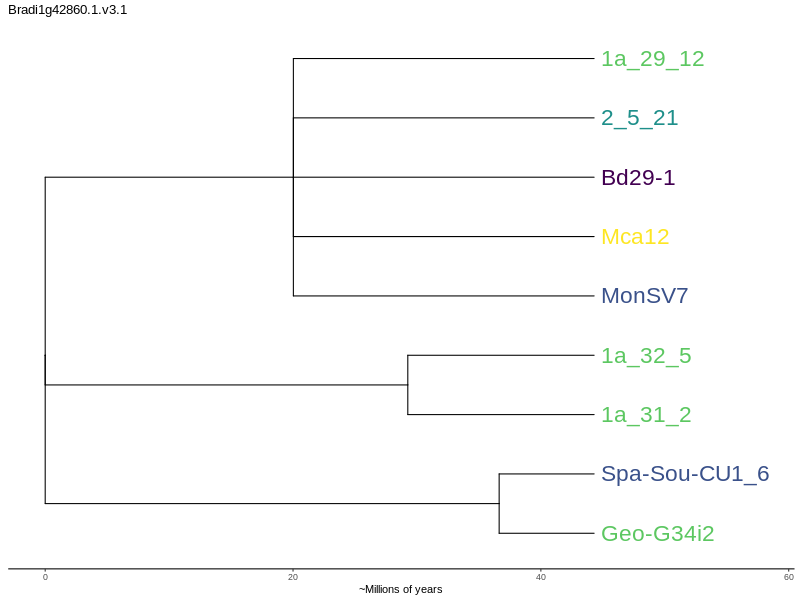 Bradi1g42860.1.v3.1
1a_29_12
2_5_21
Bd29-1
Mca12
MonSV7
1a_32_5
1a_31_2
Spa-Sou-CU1_6
Geo-G34i2
0 20 40 60
~Millions of years